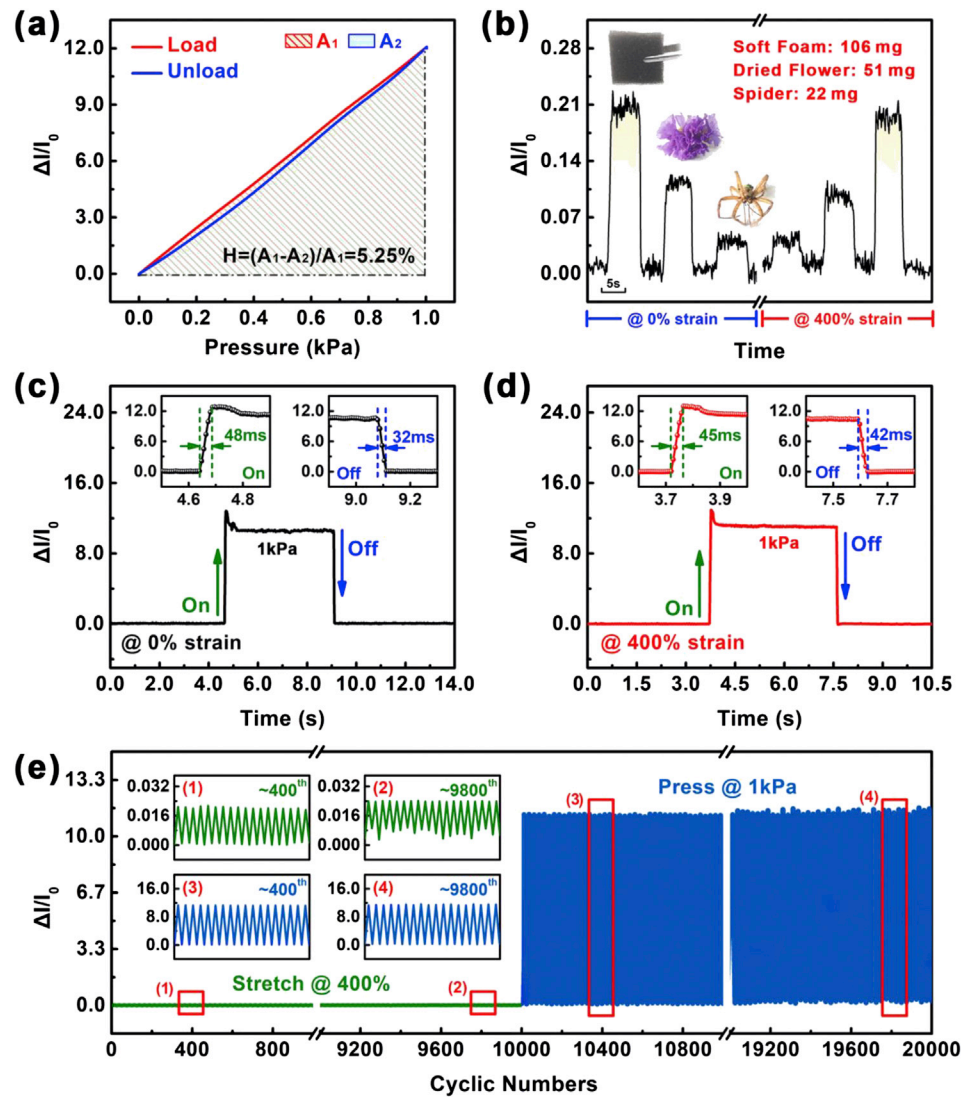 (a)
Load
Unload
A₁ A₂
H=(A₁-A₂)/A₁=5.25%
12.0
9.0
6.0
3.0
0.0
ΔI/I₀
0.0 0.2 0.4 0.6 0.8 1.0
Pressure (kPa)
(b)
Soft Foam: 106 mg
Dried Flower: 51 mg
Spider: 22 mg
0.28
0.21
0.14
0.07
0.00
ΔI/I₀
5s
@ 0% strain
@ 400% strain
Time
(c)
24.0
16.0
8.0
0.0
ΔI/I₀
12.0
6.0
0.0
48ms
On
4.6 4.8
32ms
Off
9.0 9.2
1kPa
On
Off
@ 0% strain
0.0 2.0 4.0 6.0 8.0 10.0 12.0 14.0
Time (s)
(d)
24.0
16.0
8.0
0.0
ΔI/I₀
12.0
6.0
0.0
45ms
On
3.7 3.9
12.0
6.0
0.0
42ms
Off
7.5 7.7
1kPa
On
Off
@ 400% strain
0.0 1.5 3.0 4.5 6.0 7.5 9.0 10.5
Time (s)
(e)
13.3
11.0
6.7
3.3
0.0
ΔI/I₀
(1) ~400th
0.032
0.016
0.000
(2) ~9800th
0.032
0.016
0.000
(3) ~400th
16.0
8.0
0.0
(4) ~9800th
16.0
8.0
0.0
Press @ 1kPa
(3)
(4)
Stretch @ 400%
(1)
(2)
0 400 800 9200 9600 10000 10400 10800 19200 19600 20000
Cyclic Numbers